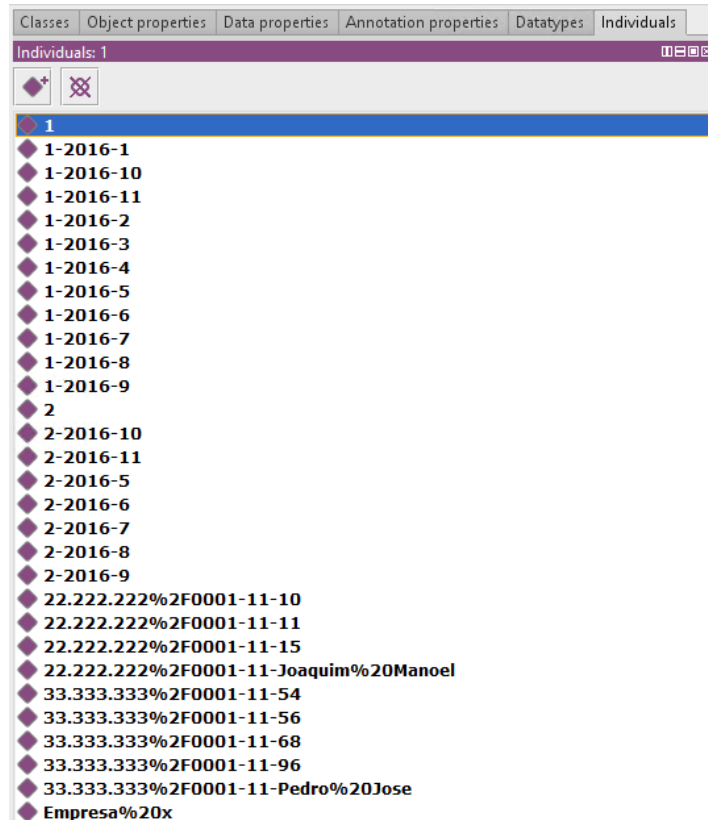 Classes Object properties Data properties Annotation properties Datatypes Individuals
Individuals: 1
1
1-2016-1
1-2016-10
1-2016-11
1-2016-2
1-2016-3
1-2016-4
1-2016-5
1-2016-6
1-2016-7
1-2016-8
1-2016-9
2
2-2016-10
2-2016-11
2-2016-5
2-2016-6
2-2016-7
2-2016-8
2-2016-9
22.222.222%2F0001-11-10
22.222.222%2F0001-11-11
22.222.222%2F0001-11-15
22.222.222%2F0001-11-Joaquim%20Manoel
33.333.333%2F0001-11-54
33.333.333%2F0001-11-56
33.333.333%2F0001-11-68
33.333.333%2F0001-11-96
33.333.333%2F0001-11-Pedro%20Jose
Empresa%20x